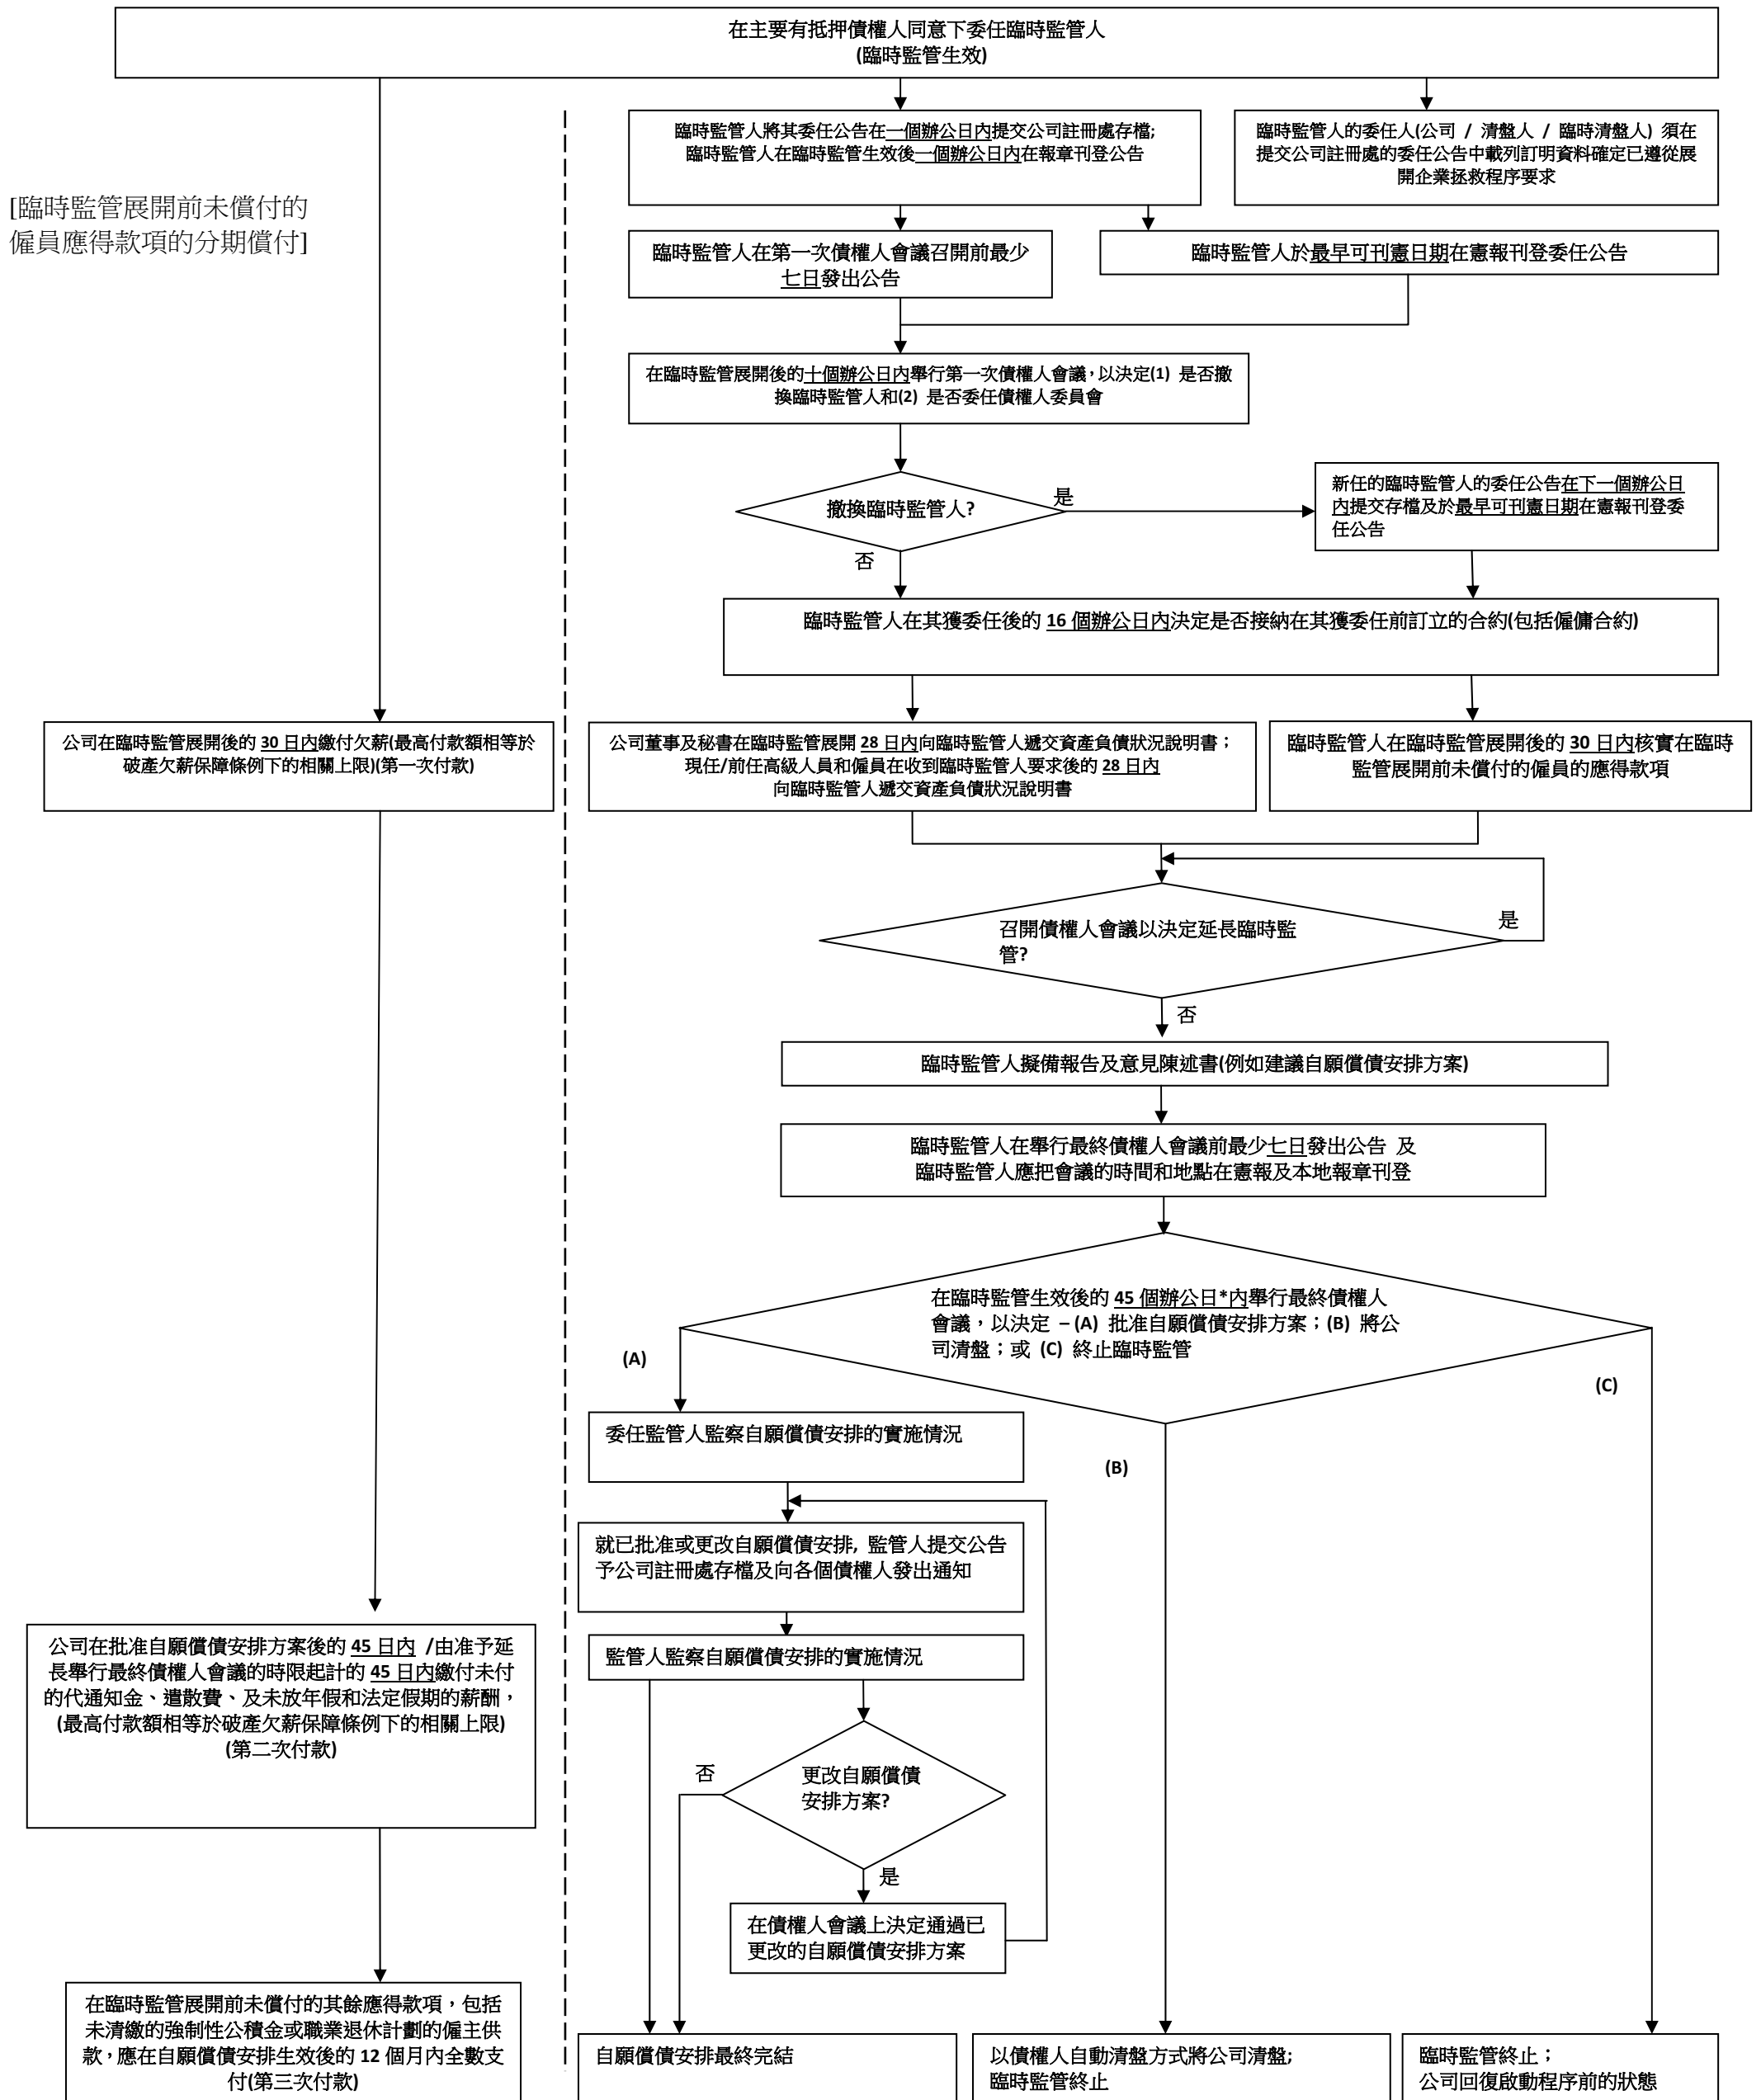 在主要有抵押債權人同意下委任臨時監管人
(臨時監管生效)
臨時監管人將其委任公告在一個辦公日內提交公司註冊處存檔;
臨時監管人在臨時監管生效後一個辦公日內在報章刊登公告
臨時監管人的委任人(公司 / 清盤人 / 臨時清盤人) 須在
提交公司註冊處的委任公告中載列訂明資料確定已遵從展
開企業拯救程序要求
[臨時監管展開前未償付的
僱員應得款項的分期償付]
臨時監管人在第一次債權人會議召開前最少
七日發出公告
臨時監管人於最早可刊憲日期在憲報刊登委任公告
在臨時監管展開後的十個辦公日內舉行第一次債權人會議，以決定(1) 是否撤
換臨時監管人和(2) 是否委任債權人委員會
撤換臨時監管人?
是
否
新任的臨時監管人的委任公告在下一個辦公日
內提交存檔及於最早可刊憲日期在憲報刊登委
任公告
臨時監管人在其獲委任後的 16 個辦公日內決定是否接納在其獲委任前訂立的合約(包括僱傭合約)
公司在臨時監管展開後的 30 日內繳付欠薪(最高付款額相等於
破產欠薪保障條例下的相關上限)(第一次付款)
公司董事及秘書在臨時監管展開 28 日內向臨時監管人遞交資產負債狀況說明書；
現任/前任高級人員和僱員在收到臨時監管人要求後的 28 日內
向臨時監管人遞交資產負債狀況說明書
臨時監管人在臨時監管展開後的 30 日內核實在臨時
監管展開前未償付的僱員的應得款項
召開債權人會議以決定延長臨時監
管?
是
否
臨時監管人擬備報告及意見陳述書(例如建議自願償債安排方案)
臨時監管人在舉行最終債權人會議前最少七日發出公告 及
臨時監管人應把會議的時間和地點在憲報及本地報章刊登
在臨時監管生效後的 45 個辦公日*內舉行最終債權人
會議，以決定 – (A) 批准自願償債安排方案；(B) 將公
司清盤；或 (C) 終止臨時監管
(A)
(C)
(B)
委任監管人監察自願償債安排的實施情況
就已批准或更改自願償債安排, 監管人提交公告
予公司註冊處存檔及向各個債權人發出通知
監管人監察自願償債安排的實施情況
公司在批准自願償債安排方案後的 45 日內 /由准予延
長舉行最終債權人會議的時限起計的 45 日內繳付未付
的代通知金、遣散費、及未放年假和法定假期的薪酬，
(最高付款額相等於破產欠薪保障條例下的相關上限)
(第二次付款)
否
更改自願償債
安排方案?
是
在債權人會議上決定通過已
更改的自願償債安排方案
在臨時監管展開前未償付的其餘應得款項，包括
未清繳的強制性公積金或職業退休計劃的僱主供
款，應在自願償債安排生效後的 12 個月內全數支
付(第三次付款)
自願償債安排最終完結
以債權人自動清盤方式將公司清盤;
臨時監管終止
臨時監管終止；
公司回復啟動程序前的狀態